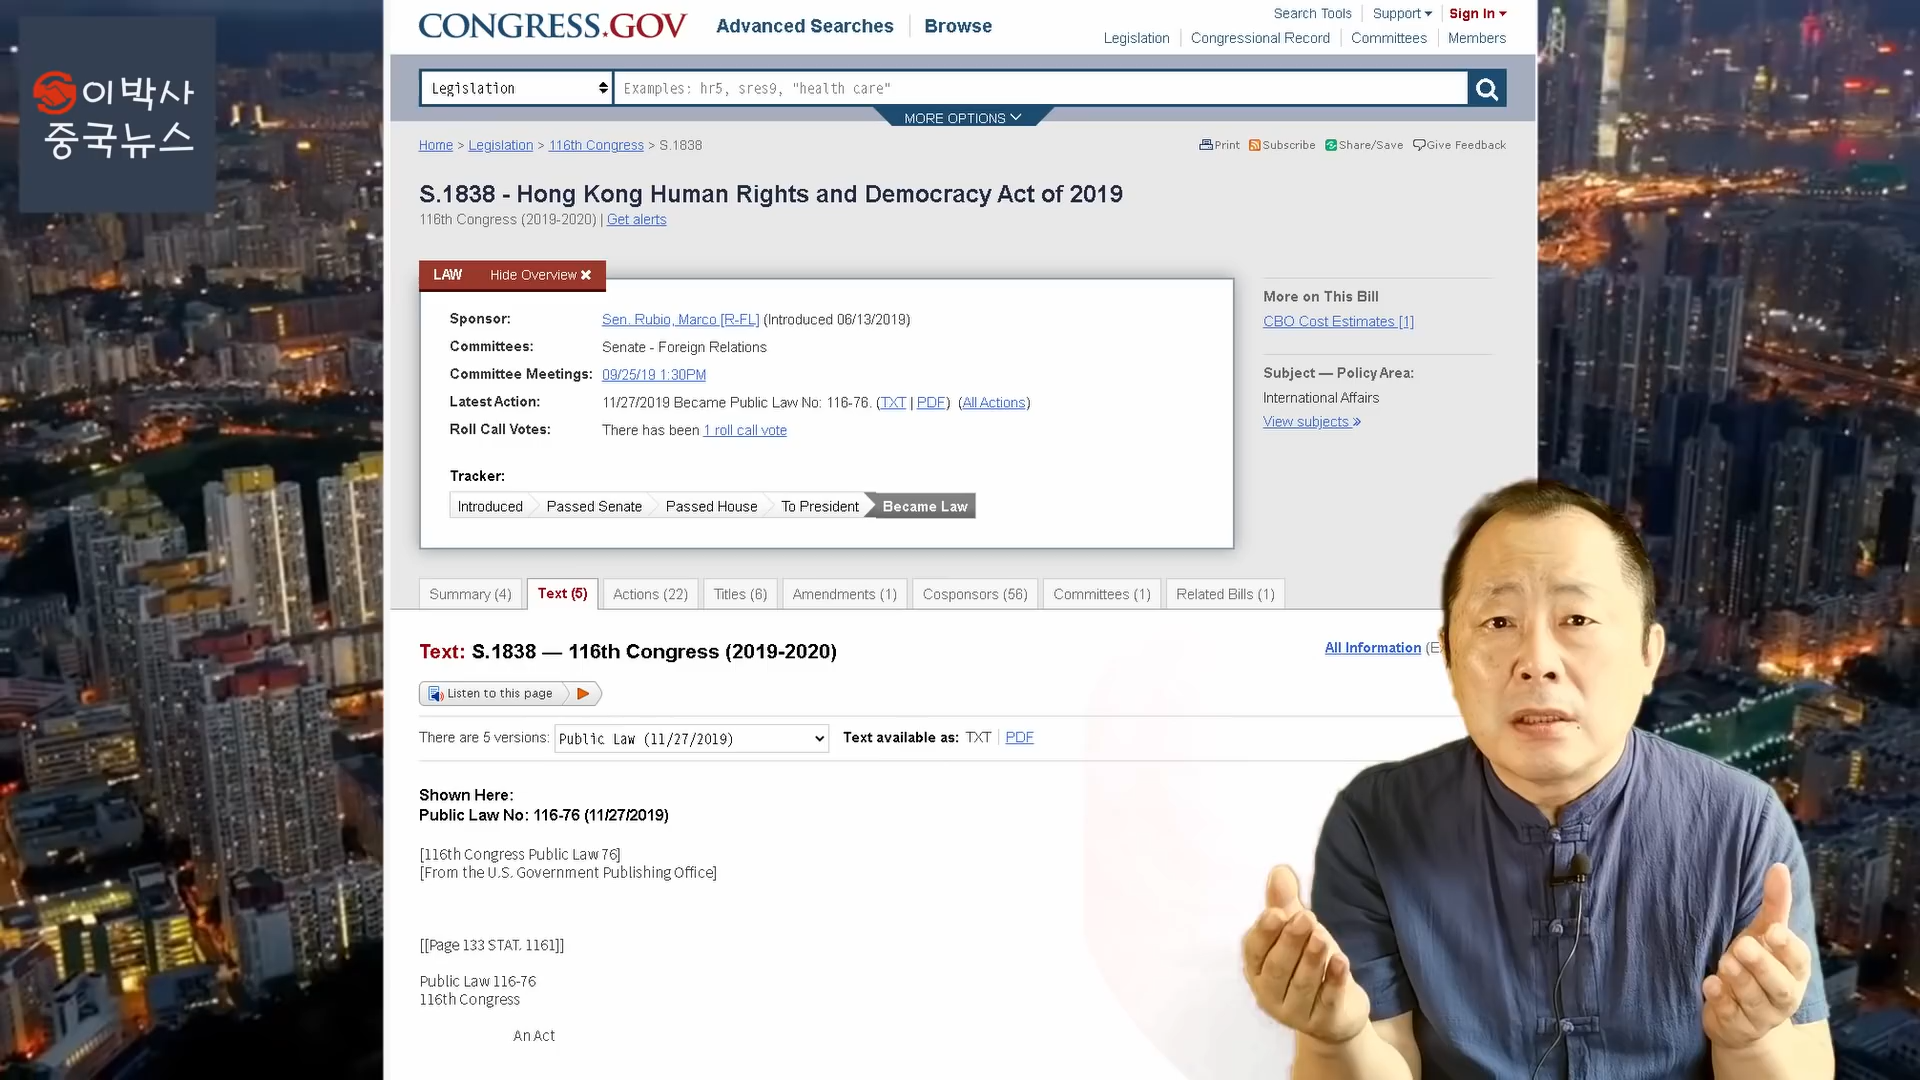 이박사
중국뉴스
CONGRESS.GOV
Advanced Searches
Browse
Search Tools
Support
Sign In
Legislation
Congressional Record
Committees
Members
Legislation
Examples: hr5, sres9, "health care"
MORE OPTIONS
Home > Legislation > 116th Congress > S.1838
Print
Subscribe
Share/Save
Give Feedback
S.1838 - Hong Kong Human Rights and Democracy Act of 2019
116th Congress (2019-2020) | Get alerts
LAW
Hide Overview
Sponsor: Sen. Rubio, Marco [R-FL] (Introduced 06/13/2019)
Committees: Senate - Foreign Relations
Committee Meetings: 09/25/19 1:30PM
Latest Action: 11/27/2019 Became Public Law No: 116-76. (TXT | PDF) (All Actions)
Roll Call Votes: There has been 1 roll call vote
Tracker:
Introduced
Passed Senate
Passed House
To President
Became Law
More on This Bill
CBO Cost Estimates [1]
Subject — Policy Area:
International Affairs
View subjects »
Summary (4)
Text (5)
Actions (22)
Titles (6)
Amendments (1)
Cosponsors (56)
Committees (1)
Related Bills (1)
Text: S.1838 — 116th Congress (2019-2020)
All Information
Listen to this page
There are 5 versions: Public Law (11/27/2019)
Text available as: TXT | PDF
Shown Here:
Public Law No: 116-76 (11/27/2019)
[116th Congress Public Law 76]
[From the U.S. Government Publishing Office]
[[Page 133 STAT. 1161]]
Public Law 116-76
116th Congress
An Act